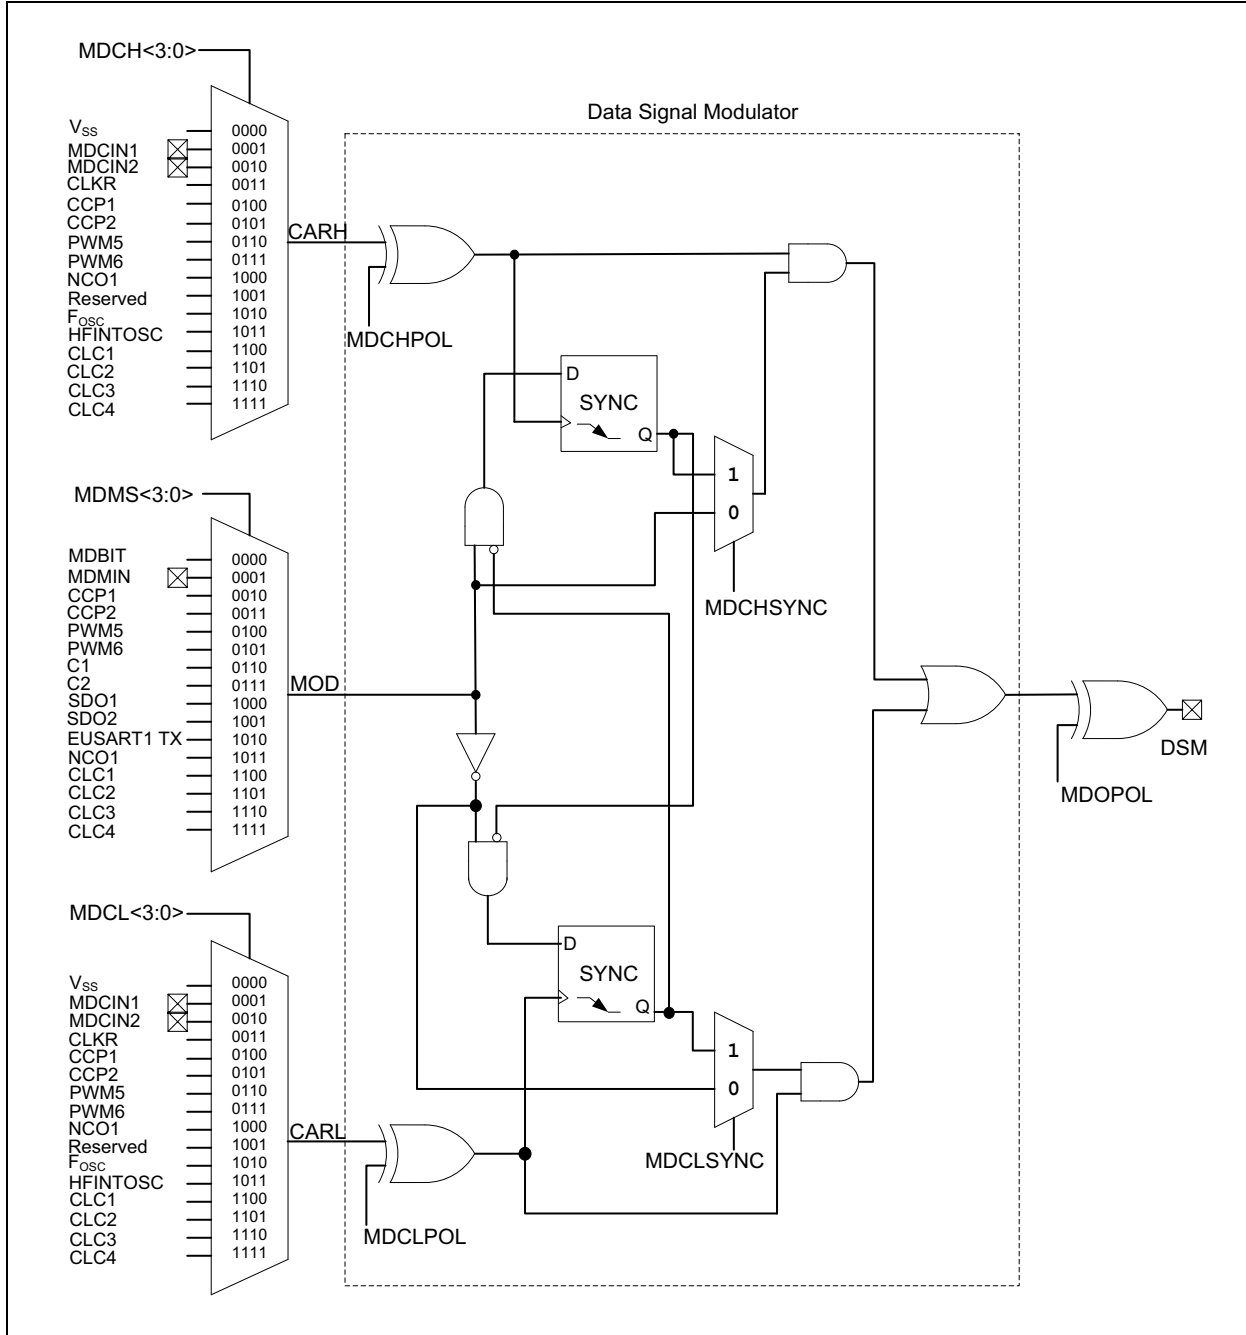 MDCH<3:0>
Data Signal Modulator
VSS 0000
MDCIN1 0001
MDCIN2 0010
CLKR 0011
CCP1 0100
CCP2 0101
PWM5 0110
PWM6 0111
NCO1 1000
Reserved 1001
FOSC 1010
HFINTOSC 1011
CLC1 1100
CLC2 1101
CLC3 1110
CLC4 1111
CARH
MDCHPOL
D
SYNC
Q
1
0
MDCHSYNC
MDMS<3:0>
MDBIT 0000
MDMIN 0001
CCP1 0010
CCP2 0011
PWM5 0100
PWM6 0101
C1 0110
C2 0111
SDO1 1000
SDO2 1001
EUSART1 TX 1010
NCO1 1011
CLC1 1100
CLC2 1101
CLC3 1110
CLC4 1111
MOD
DSM
MDOPOL
MDCL<3:0>
VSS 0000
MDCIN1 0001
MDCIN2 0010
CLKR 0011
CCP1 0100
CCP2 0101
PWM5 0110
PWM6 0111
NCO1 1000
Reserved 1001
FOSC 1010
HFINTOSC 1011
CLC1 1100
CLC2 1101
CLC3 1110
CLC4 1111
CARL
MDCLPOL
D
SYNC
Q
1
0
MDCLSYNC